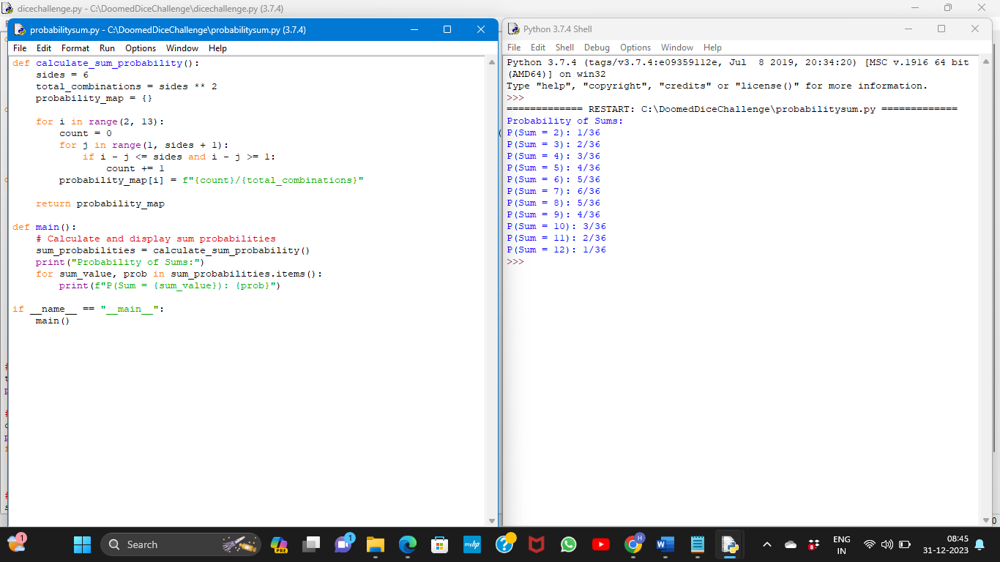 dicechallenge.py - C:\DoomedDiceChallenge\dicechallenge.py (3.7.4)
probabilitysum.py - C:\DoomedDiceChallenge\probabilitysum.py (3.7.4)
File Edit Format Run Options Window Help
def calculate_sum_probability():
    sides = 6
    total_combinations = sides ** 2
    probability_map = {}
    for i in range(2, 13):
        count = 0
        for j in range(1, sides + 1):
            if i - j <= sides and i - j >= 1:
                count += 1
        probability_map[i] = f"{count}/{total_combinations}"
    return probability_map
def main():
    # Calculate and display sum probabilities
    sum_probabilities = calculate_sum_probability()
    print("Probability of Sums:")
    for sum_value, prob in sum_probabilities.items():
        print(f"P(Sum = {sum_value}): {prob}")
if __name__ == "__main__":
    main()
Python 3.7.4 Shell
File Edit Shell Debug Options Window Help
Python 3.7.4 (tags/v3.7.4:e09359112e, Jul  8 2019, 20:34:20) [MSC v.1916 64 bit
(AMD64)] on win32
Type "help", "copyright", "credits" or "license()" for more information.
>>>
============= RESTART: C:\DoomedDiceChallenge\probabilitysum.py =============
Probability of Sums:
P(Sum = 2): 1/36
P(Sum = 3): 2/36
P(Sum = 4): 3/36
P(Sum = 5): 4/36
P(Sum = 6): 5/36
P(Sum = 7): 6/36
P(Sum = 8): 5/36
P(Sum = 9): 4/36
P(Sum = 10): 3/36
P(Sum = 11): 2/36
P(Sum = 12): 1/36
>>>
1
Search
PRE
1
myhp
H
8
ENG
IN
08:45
31-12-2023